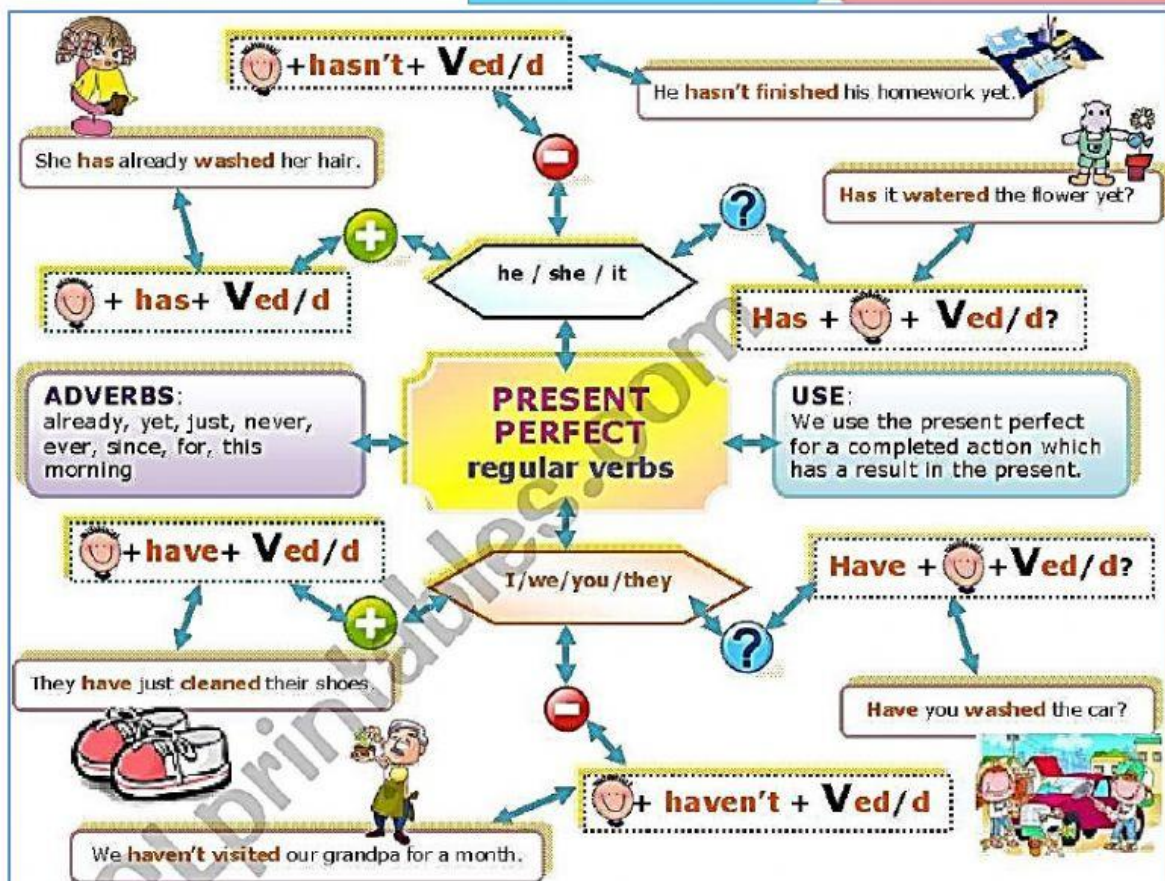 +hasn't+ Ved/d
He hasn't finished his homework yet.
She has already washed her hair.
Has it watered the flower yet?
?
he / she / it
+ has+ Ved/d
Has + + Ved/d?
ADVERBS:
already, yet, just, never,
ever, since, for, this
morning
PRESENT
PERFECT
regular verbs
USE:
We use the present perfect
for a completed action which
has a result in the present.
+have+ Ved/d
I/we/you/they
Have + +Ved/d?
?
They have just cleaned their shoes.
Have you washed the car?
+ haven't + Ved/d
We haven't visited our grandpa for a month.
Lprintables.com